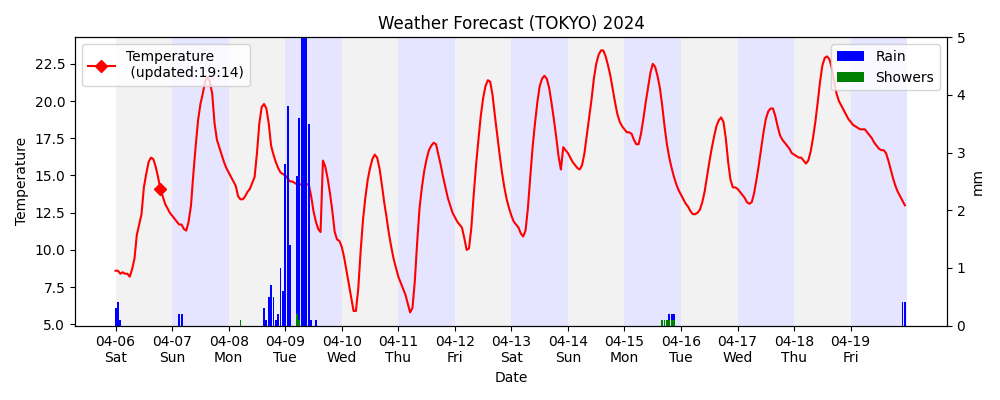 Weather Forecast (TOKYO) 2024
Temperature
(updated:19:14)
Rain
Showers
Temperature
22.5
20.0
17.5
15.0
12.5
10.0
7.5
5.0
5
4
3
2
1
0
mm
04-06 04-07 04-08 04-09 04-10 04-11 04-12 04-13 04-14 04-15 04-16 04-17 04-18 04-19
Sat Sun Mon Tue Wed Thu Fri Sat Sun Mon Tue Wed Thu Fri
Date